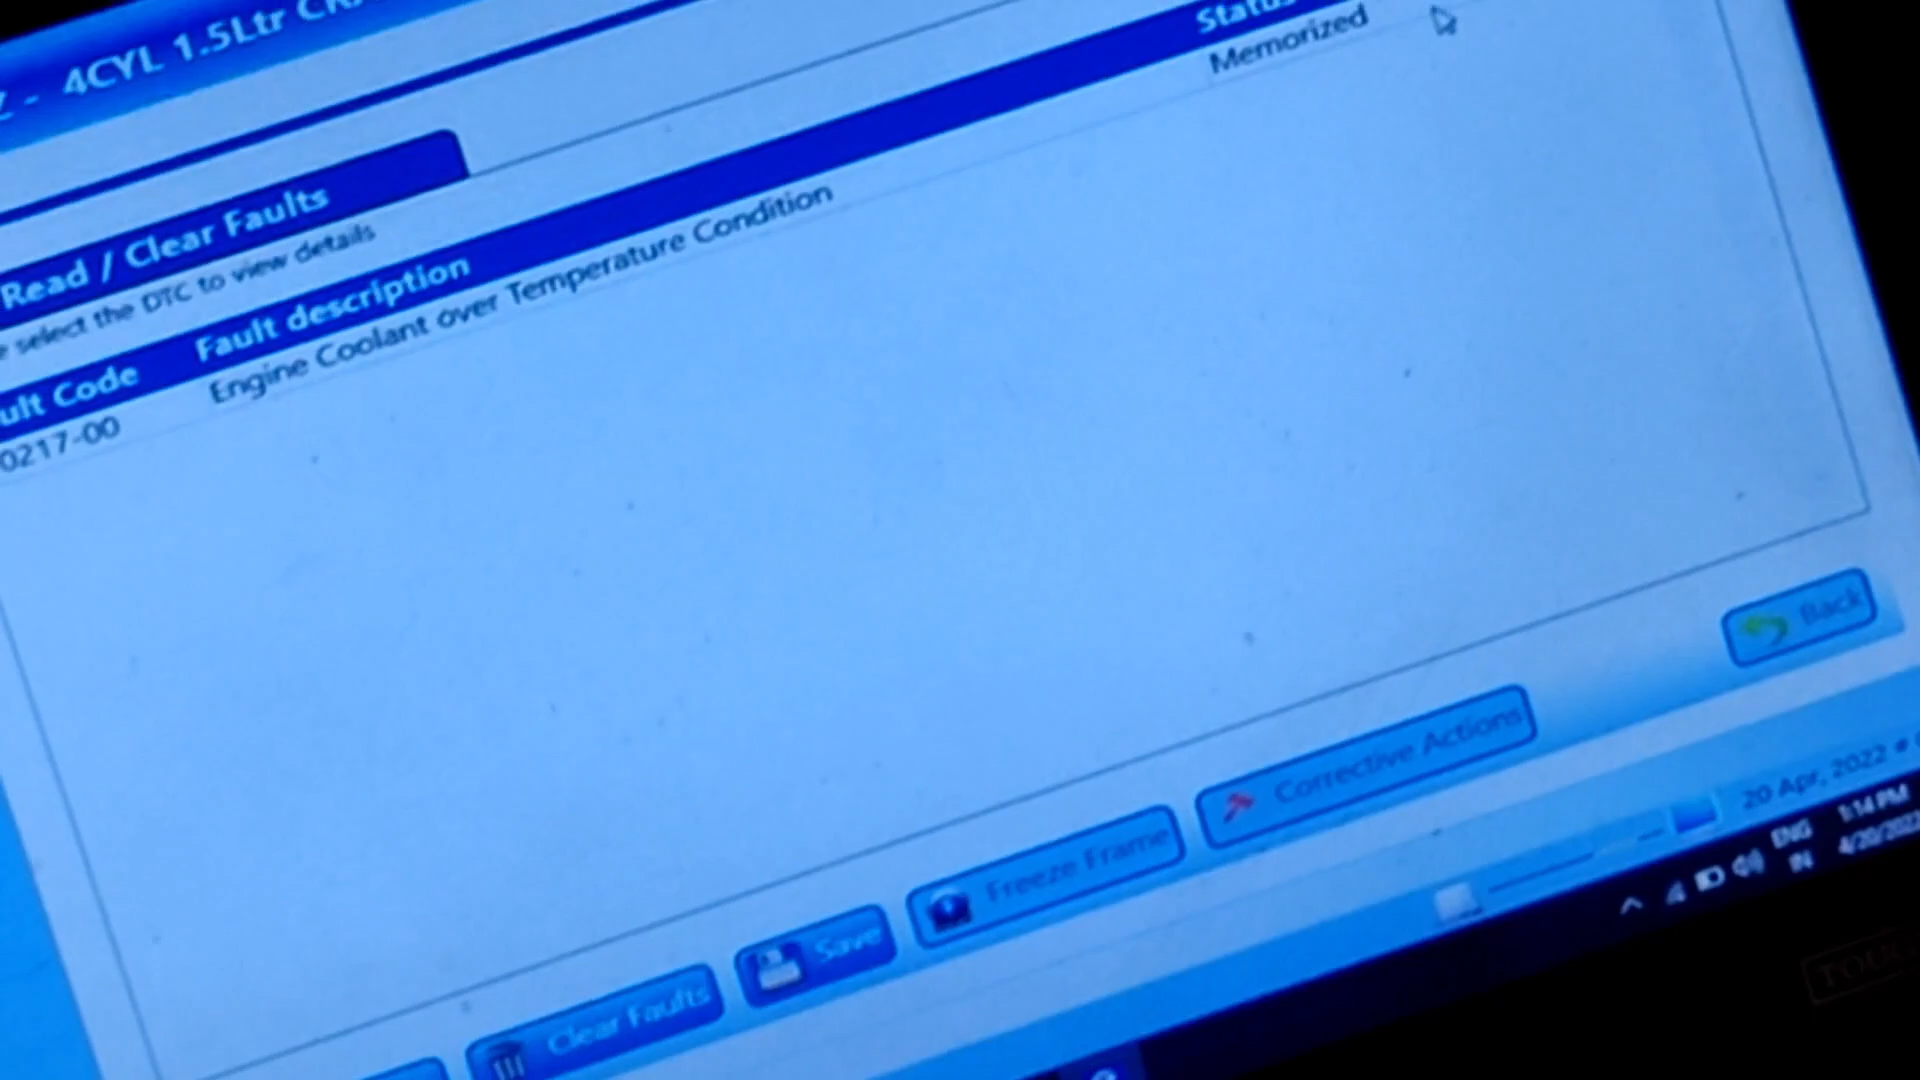 - 4CYL 1.5Ltr
Read / Clear Faults
select the DTC to view details
ult Code Fault description Status
0217-00 Engine Coolant over Temperature Condition Memorized
Back
Corrective Actions
Freeze Frame
Save
Clear Faults
20 Apr, 2022
ENG 1:14 PM
IN 4/20/202